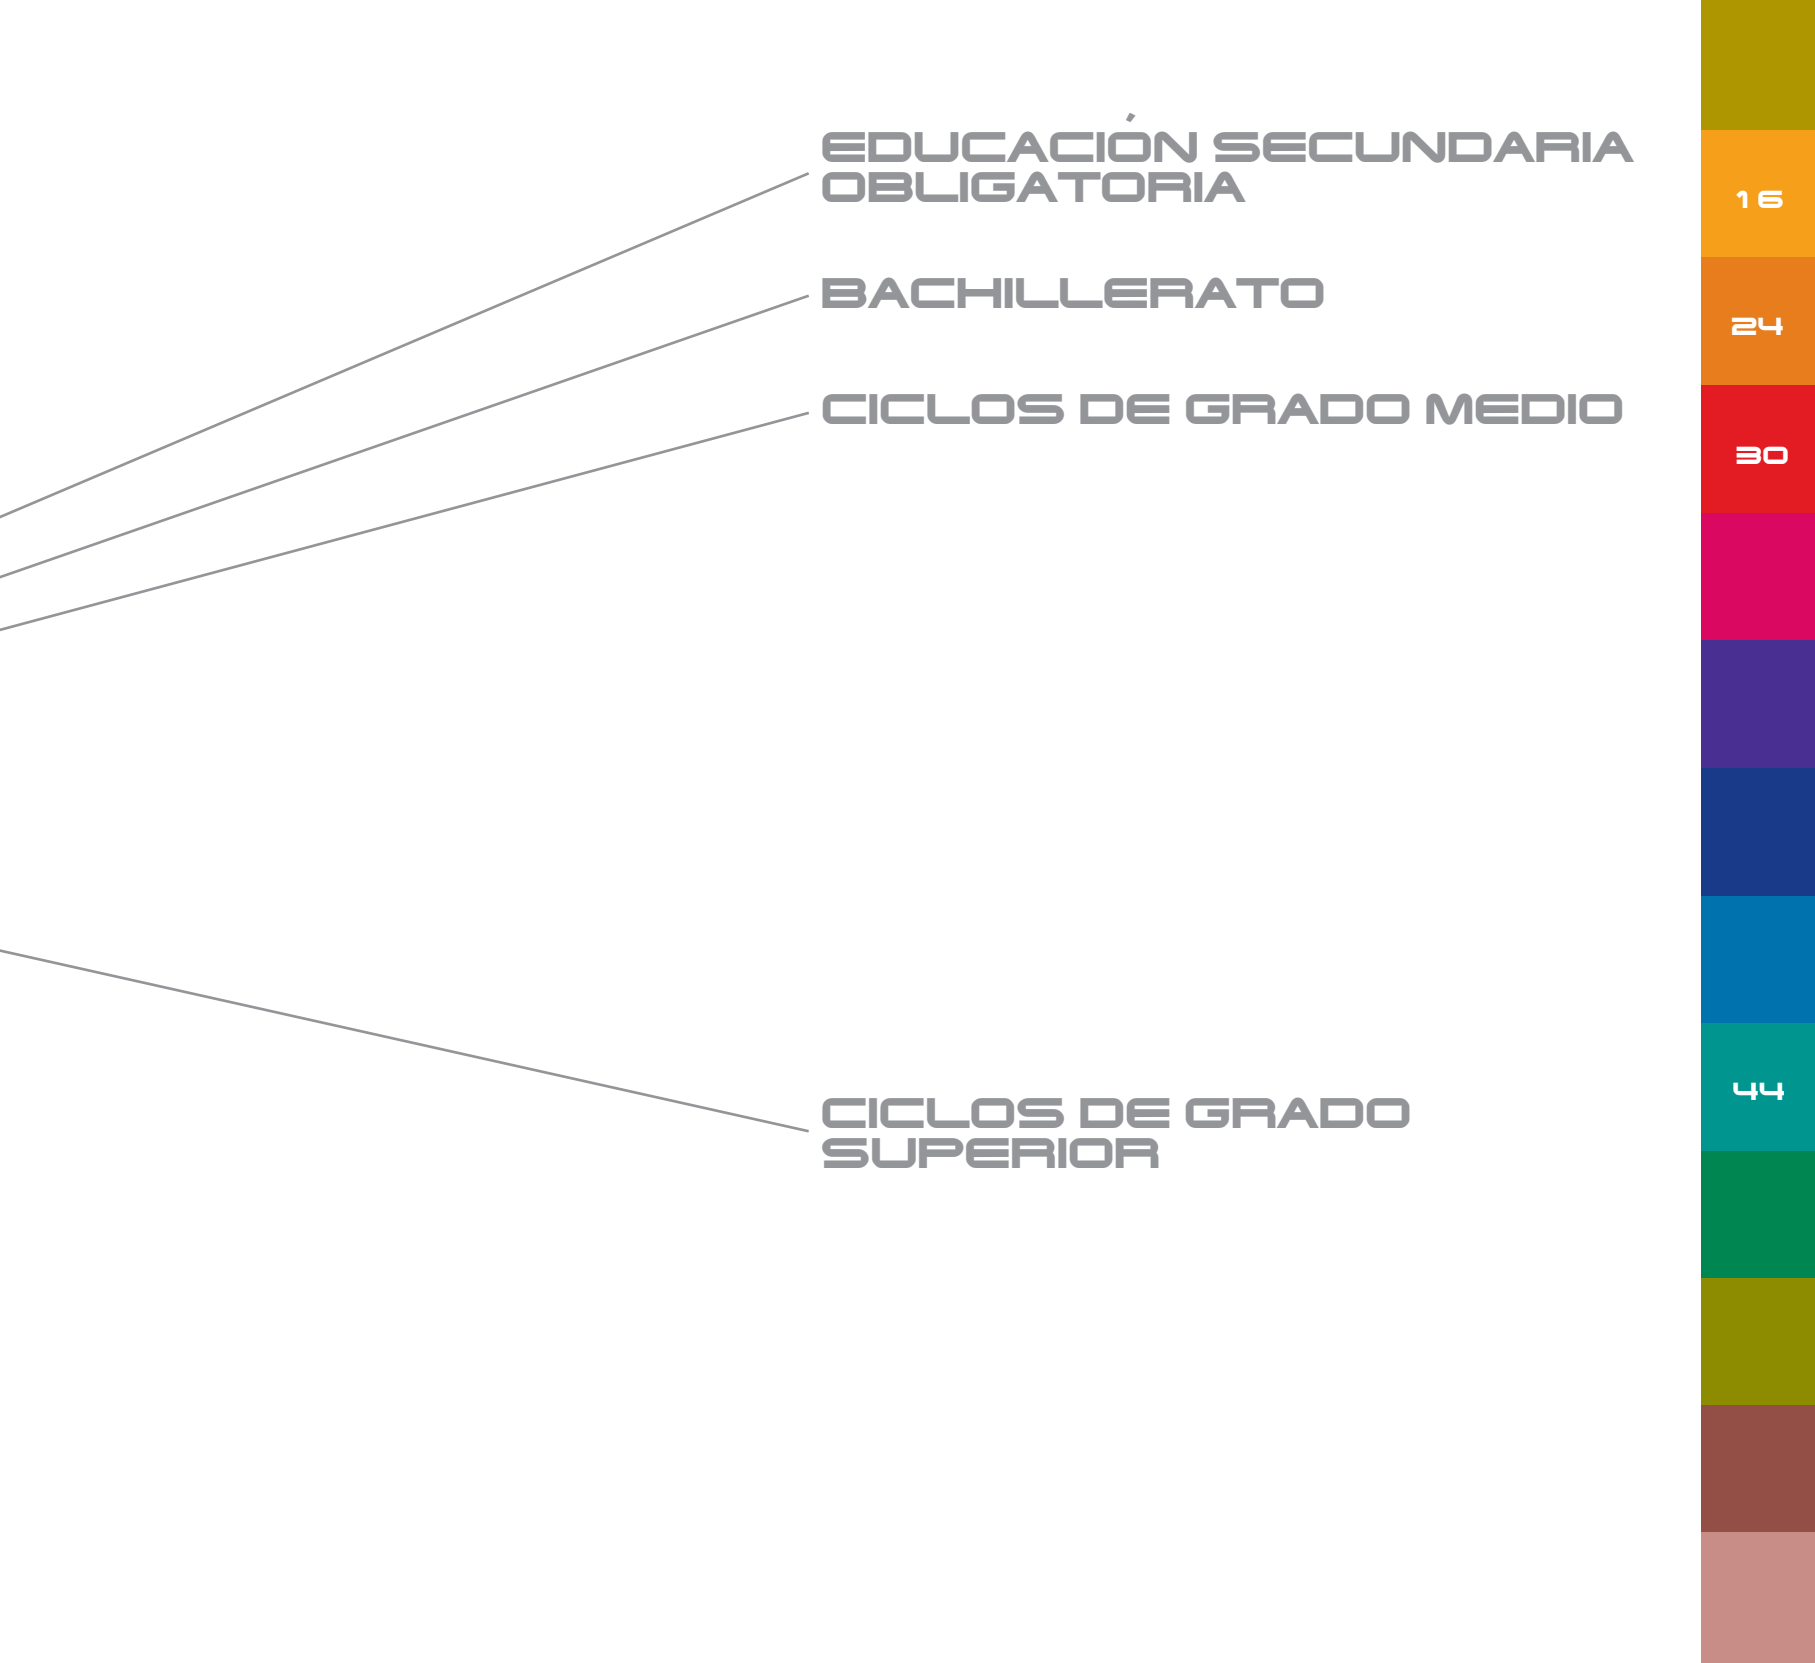 EDUCACIÓN SECUNDARIA
OBLIGATORIA
16
BACHILLERATO
24
CICLOS DE GRADO MEDIO
30
CICLOS DE GRADO
SUPERIOR
44